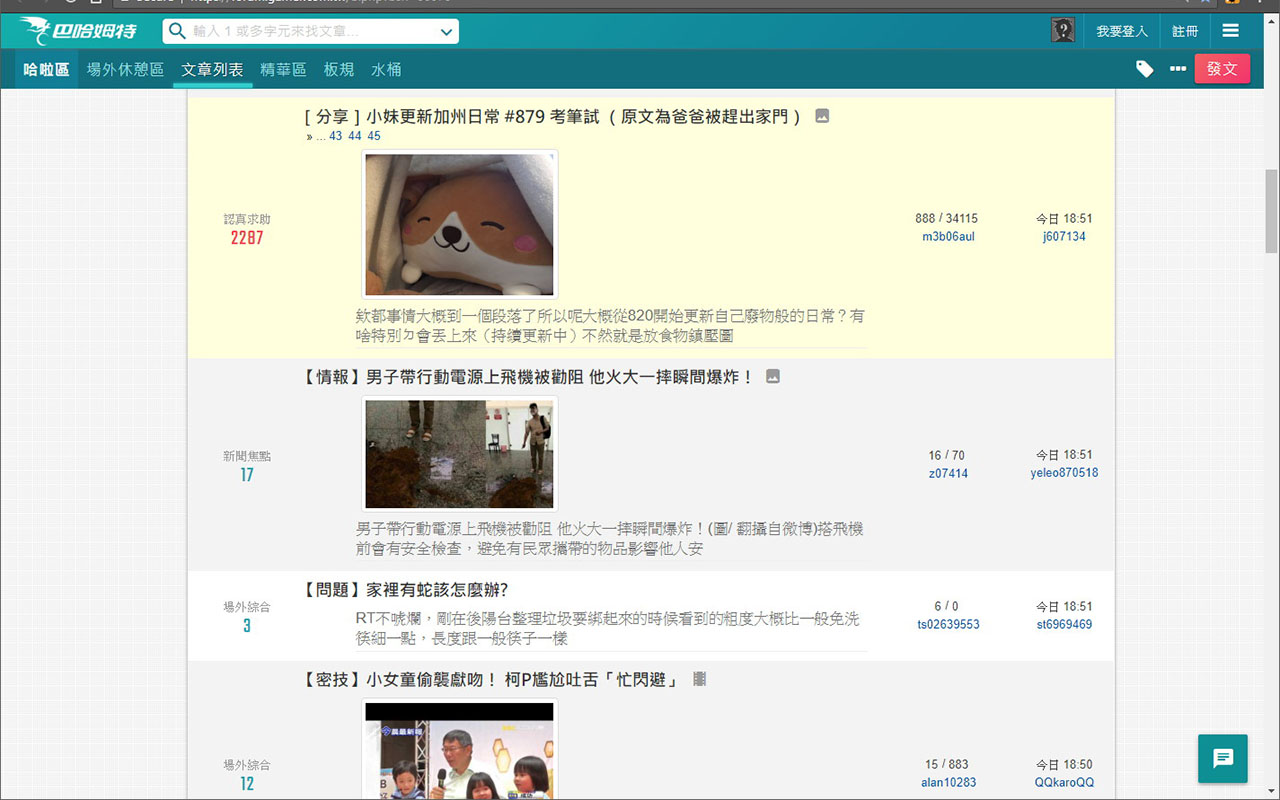 巴哈姆特
輸入 1 或多字元來找文章...
我要登入
註冊
哈啦區
場外休憩區
文章列表
精華區
板規
水桶
發文
[ 分享 ] 小妹更新加州日常 #879 考筆試 （ 原文為爸爸被趕出家門 ）
» ... 43 44 45
認真求助
2287
欸都事情大概到一個段落了所以呢大概從820開始更新自己廢物般的日常？有
啥特別ㄉ會丟上來（持續更新中）不然就是放食物鎮壓圖
888 / 34115
m3b06aul
今日 18:51
j607134
【情報】男子帶行動電源上飛機被勸阻 他火大一摔瞬間爆炸！
新聞焦點
17
男子帶行動電源上飛機被勸阻 他火大一摔瞬間爆炸！(圖/ 翻攝自微博)搭飛機
前會有安全檢查，避免有民眾攜帶的物品影響他人安
16 / 70
z07414
今日 18:51
yeleo870518
【問題】家裡有蛇該怎麼辦?
場外綜合
3
RT不唬爛，剛在後陽台整理垃圾要綁起來的時候看到的粗度大概比一般免洗
筷細一點，長度跟一般筷子一樣
6 / 0
ts02639553
今日 18:51
st6969469
【密技】小女童偷襲獻吻！ 柯P尷尬吐舌「忙閃避」
場外綜合
12
15 / 883
alan10283
今日 18:50
QQkaroQQ